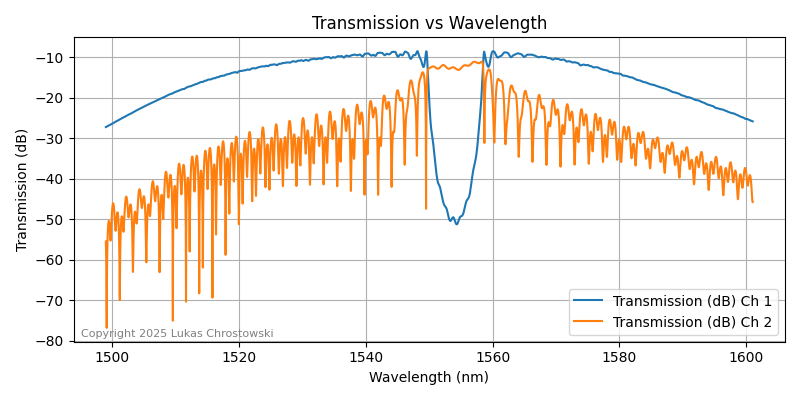 Transmission vs Wavelength
Transmission (dB)
−10
−20
−30
−40
−50
−60
−70
−80
1500
1520
1540
1560
1580
1600
Wavelength (nm)
Transmission (dB) Ch 1
Transmission (dB) Ch 2
Copyright 2025 Lukas Chrostowski